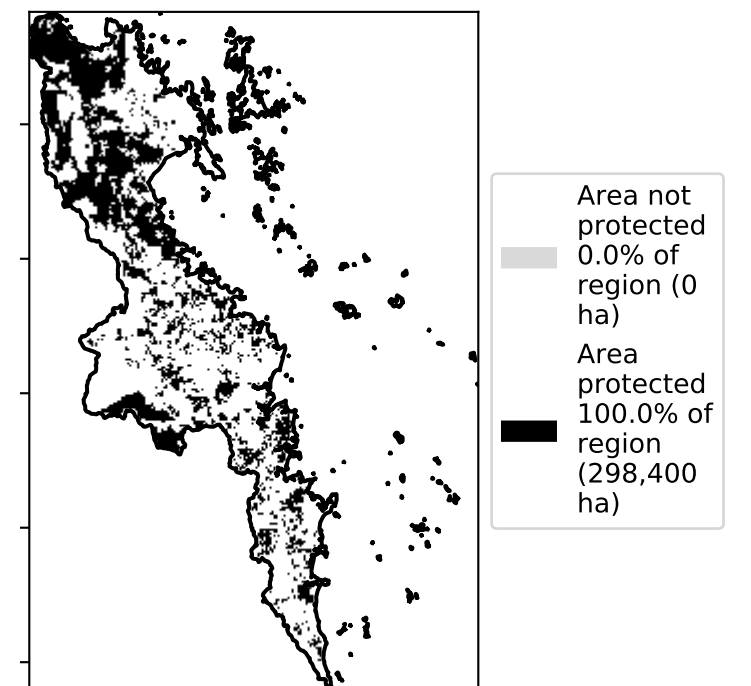 Area not
protected
0.0% of
region (0
ha)
Area
protected
100.0% of
region
(298,400
ha)